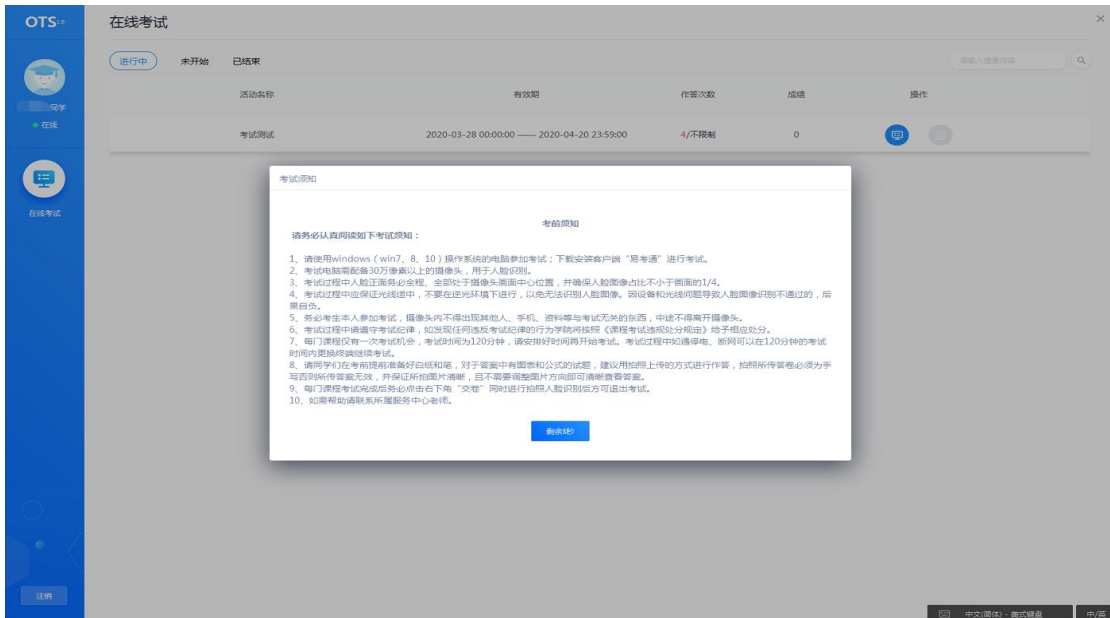 OTS
在线考试
×
进行中
未开始
已结束
请输入搜索内容
同学
在线
活动名称
有效期
作答次数
成绩
操作
考试测试
2020-03-28 00:00:00 —— 2020-04-20 23:59:00
4/不限制
0
在线考试
考试须知
考前须知
请务必认真阅读如下考试须知：
1、请使用windows（win7、8、10）操作系统的电脑参加考试；下载安装客户端“易考通”进行考试。
2、考试电脑需配备30万像素以上的摄像头，用于人脸识别。
3、考试过程中人脸正面务必全程、全部处于摄像头画面中心位置，并确保人脸图像占比不小于画面的1/4。
4、考试过程中应保证光线适中，不要在逆光环境下进行，以免无法识别人脸图像。因设备和光线问题导致人脸图像识别不通过的，后
果自负。
5、务必考生本人参加考试，摄像头内不得出现其他人、手机、资料等与考试无关的东西，中途不得离开摄像头。
6、考试过程中请遵守考试纪律，如发现任何违反考试纪律的行为学院将按照《课程考试违规处分规定》给予相应处分。
7、每门课程仅有一次考试机会，考试时间为120分钟，请安排好时间再开始考试。考试过程中如遇停电、断网可以在120分钟的考试
时间内更换终端继续考试。
8、请同学们在考前提前准备好白纸和笔，对于答案中有图表和公式的试题，建议用拍照上传的方式进行作答，拍照所传答卷必须为手
写否则所传答案无效，并保证所拍图片清晰，且不需要调整图片方向即可清晰查看答案。
9、每门课程考试完成后务必点击右下角“交卷”同时进行拍照人脸识别后方可退出考试。
10、如需帮助请联系所属服务中心老师。
剩余8秒
注销
中文(简体) - 美式键盘
中/英